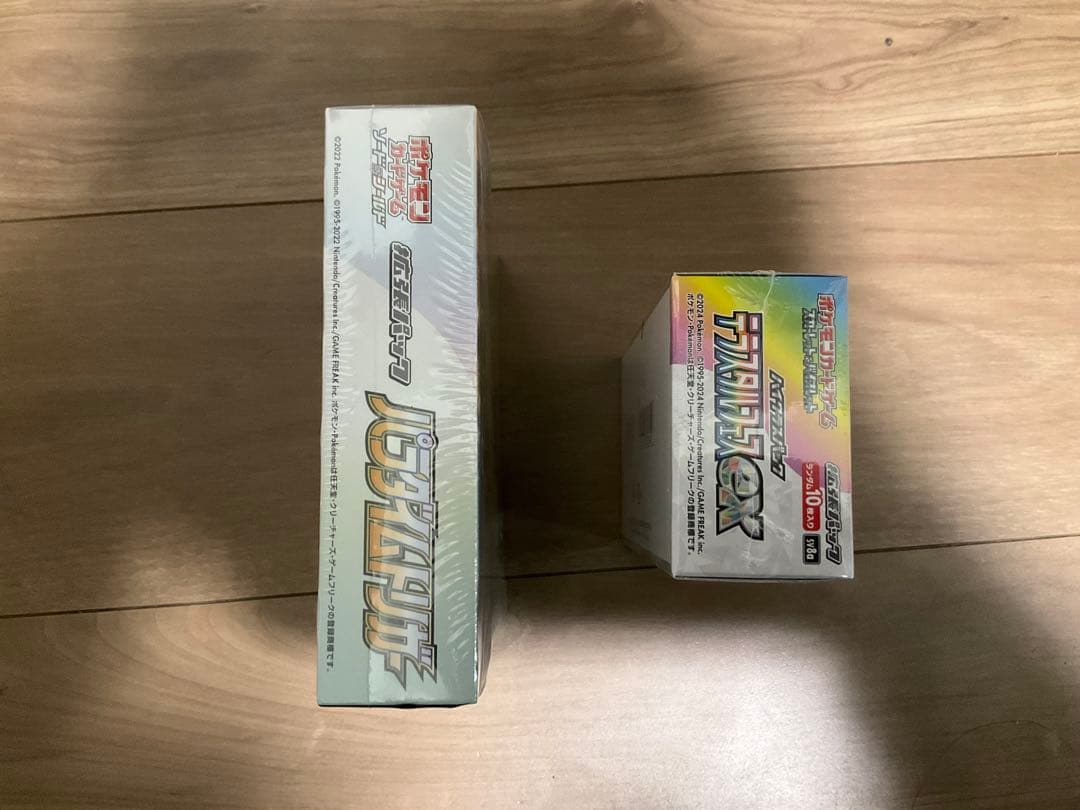 ポケモン
カードゲーム
ソード&シールド
拡張パック
パラダイムトリガー
©2022 Pokémon. ©1995-2022 Nintendo/Creatures Inc./GAME FREAK inc. ポケモン・Pokémonは任天堂・クリーチャーズ・ゲームフリークの登録商標です。
ポケモンカードゲーム
スカーレット&バイオレット
拡張パック
ハイクラスパック
テラスタルフェスex
ランダム10枚入り
sv8a
©2024 Pokémon. ©1995-2024 Nintendo/Creatures Inc./GAME FREAK inc.
ポケモン・Pokémonは任天堂・クリーチャーズ・ゲームフリークの登録商標です。